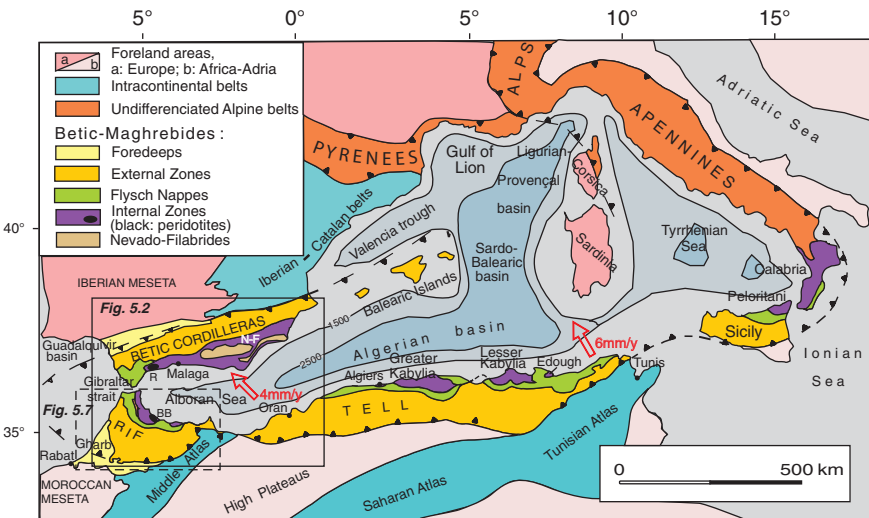 5° 0° 5° 10° 15°
a b Foreland areas,
a: Europe; b: Africa-Adria
Intracontinental belts
Undifferenciated Alpine belts
Betic-Maghrebides :
Foredeeps
External Zones
Flysch Nappes
Internal Zones
(black: peridotites)
Nevado-Filabrides
ALPS
Adriatic Sea
APENNINES
PYRENEES
Gulf of
Lion
Ligurian-
Provençal
basin
Corsica
40°
Iberian - Catalan belts
Valencia trough
Sardo-
Balearic
basin
Sardinia
Tyrrhenian
Sea
Calabria
Peloritani
IBERIAN MESETA
Balearic Islands
Fig. 5.2
1500
BETIC CORDILLERAS
N-F
Algerian basin
2500
6mm/y
Sicily
Ionian
Sea
Guadalquivir
basin
R
Malaga
Gibraltar
strait
Alboran Sea
4mm/y
Oran
Algiers
Greater
Kabylia
Lesser
Kabylia
Edough
Tunis
Fig. 5.7
BB
RIF
TELL
35°
Gharb
Rabat
Middle Atlas
Tunisian Atlas
MOROCCAN
MESETA
High Plateaus
Saharan Atlas
0 500 km